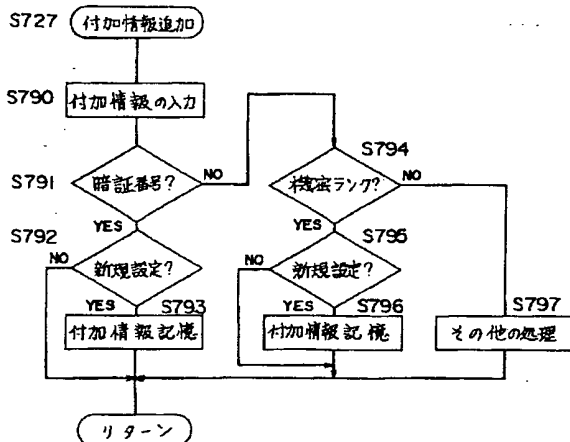 S727 付加情報追加
S790 付加情報の入力
S791 暗証番号?
NO
YES
S792
NO
新規設定?
YES
S793
付加情報記憶
S794
機密ランク?
NO
YES
S795
NO
新規設定?
YES
S796
付加情報記憶
S797
その他の処理
リターン